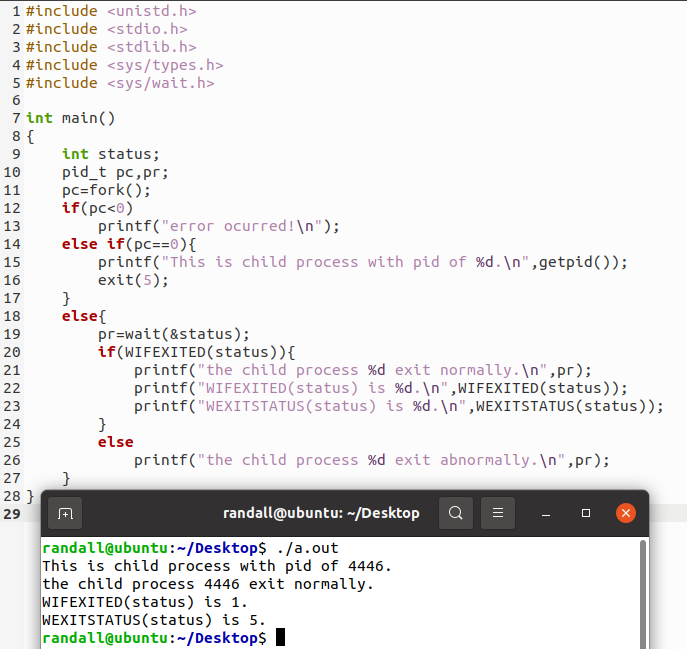 1 #include <unistd.h>
2 #include <stdio.h>
3 #include <stdlib.h>
4 #include <sys/types.h>
5 #include <sys/wait.h>
6
7 int main()
8 {
9     int status;
10     pid_t pc,pr;
11     pc=fork();
12     if(pc<0)
13         printf("error ocurred!\n");
14     else if(pc==0){
15         printf("This is child process with pid of %d.\n",getpid());
16         exit(5);
17     }
18     else{
19         pr=wait(&status);
20         if(WIFEXITED(status)){
21             printf("the child process %d exit normally.\n",pr);
22             printf("WIFEXITED(status) is %d.\n",WIFEXITED(status));
23             printf("WEXITSTATUS(status) is %d.\n",WEXITSTATUS(status));
24         }
25         else
26             printf("the child process %d exit abnormally.\n",pr);
27     }
28 }
29
randall@ubuntu: ~/Desktop
randall@ubuntu:~/Desktop$ ./a.out
This is child process with pid of 4446.
the child process 4446 exit normally.
WIFEXITED(status) is 1.
WEXITSTATUS(status) is 5.
randall@ubuntu:~/Desktop$